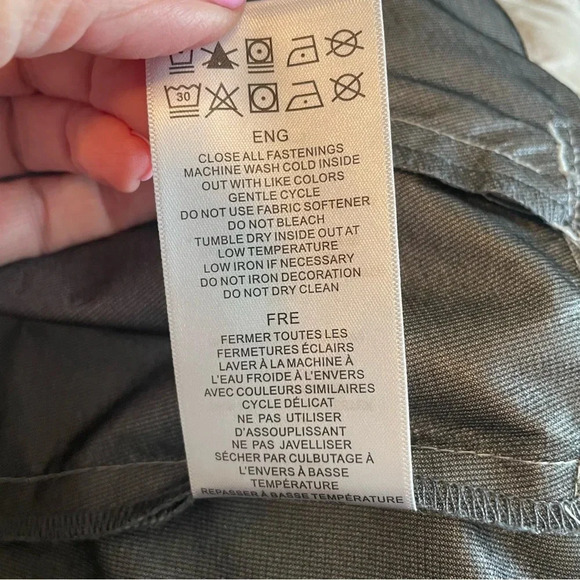 30
ENG
CLOSE ALL FASTENINGS
MACHINE WASH COLD INSIDE
OUT WITH LIKE COLORS
GENTLE CYCLE
DO NOT USE FABRIC SOFTENER
DO NOT BLEACH
TUMBLE DRY INSIDE OUT AT
LOW TEMPERATURE
LOW IRON IF NECESSARY
DO NOT IRON DECORATION
DO NOT DRY CLEAN
FRE
FERMER TOUTES LES
FERMETURES ÉCLAIRS
LAVER À LA MACHINE À
L'EAU FROIDE À L'ENVERS
AVEC COULEURS SIMILAIRES
CYCLE DÉLICAT
NE PAS UTILISER
D'ASSOUPLISSANT
NE PAS JAVELLISER
SÉCHER PAR CULBUTAGE À
L'ENVERS À BASSE
TEMPÉRATURE
REPASSER À BASSE TEMPÉRATURE